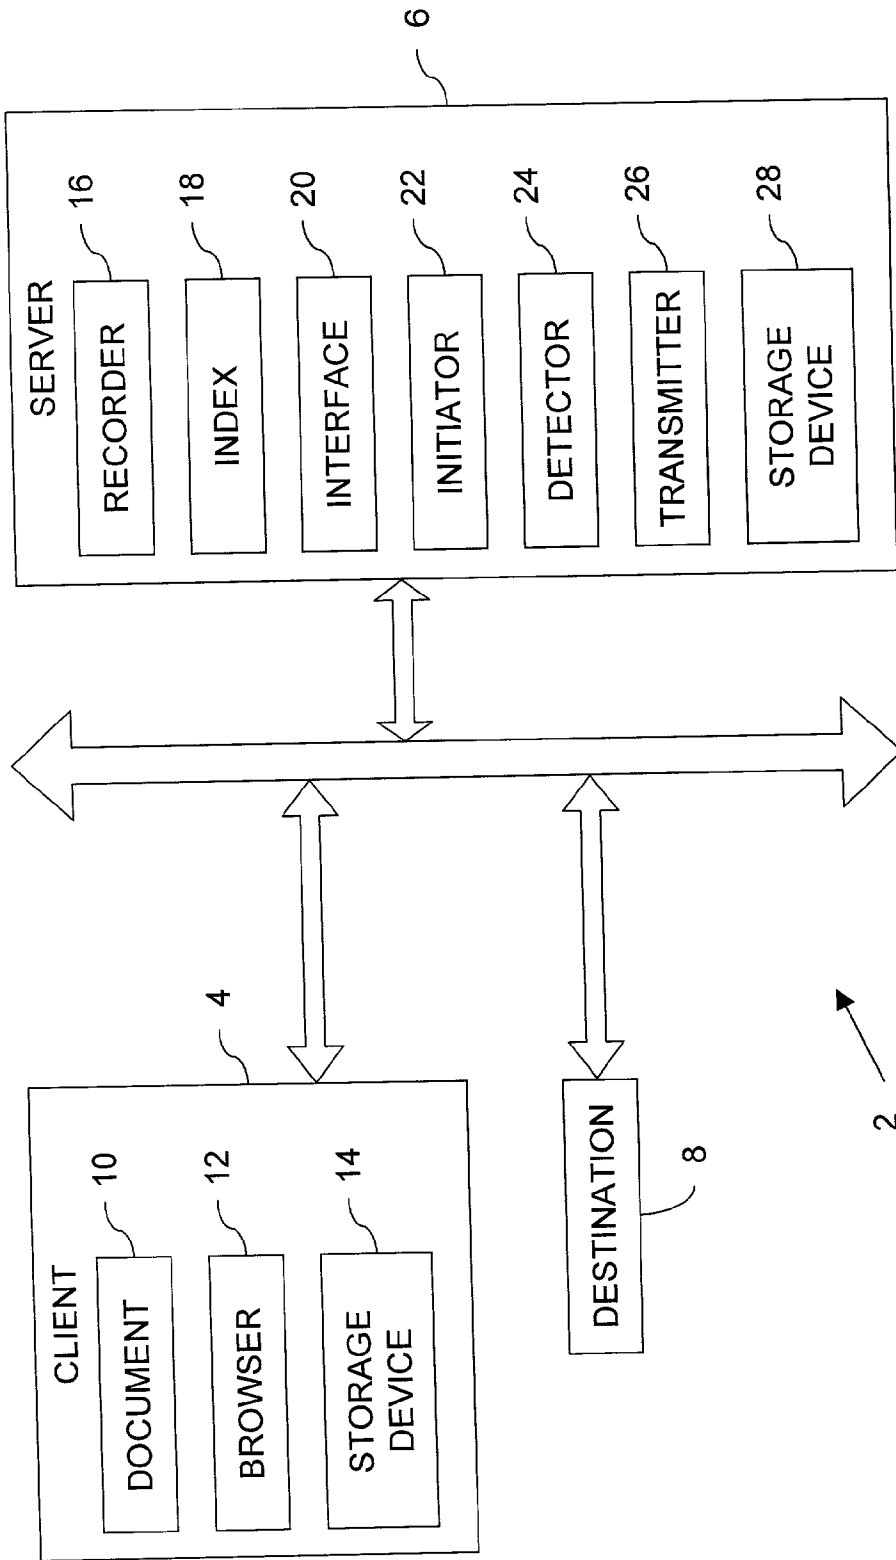 CLIENT
DOCUMENT
10
BROWSER
12
STORAGE
DEVICE
14
4
DESTINATION
8
2
SERVER
RECORDER
16
INDEX
18
INTERFACE
20
INITIATOR
22
DETECTOR
24
TRANSMITTER
26
STORAGE
DEVICE
28
6